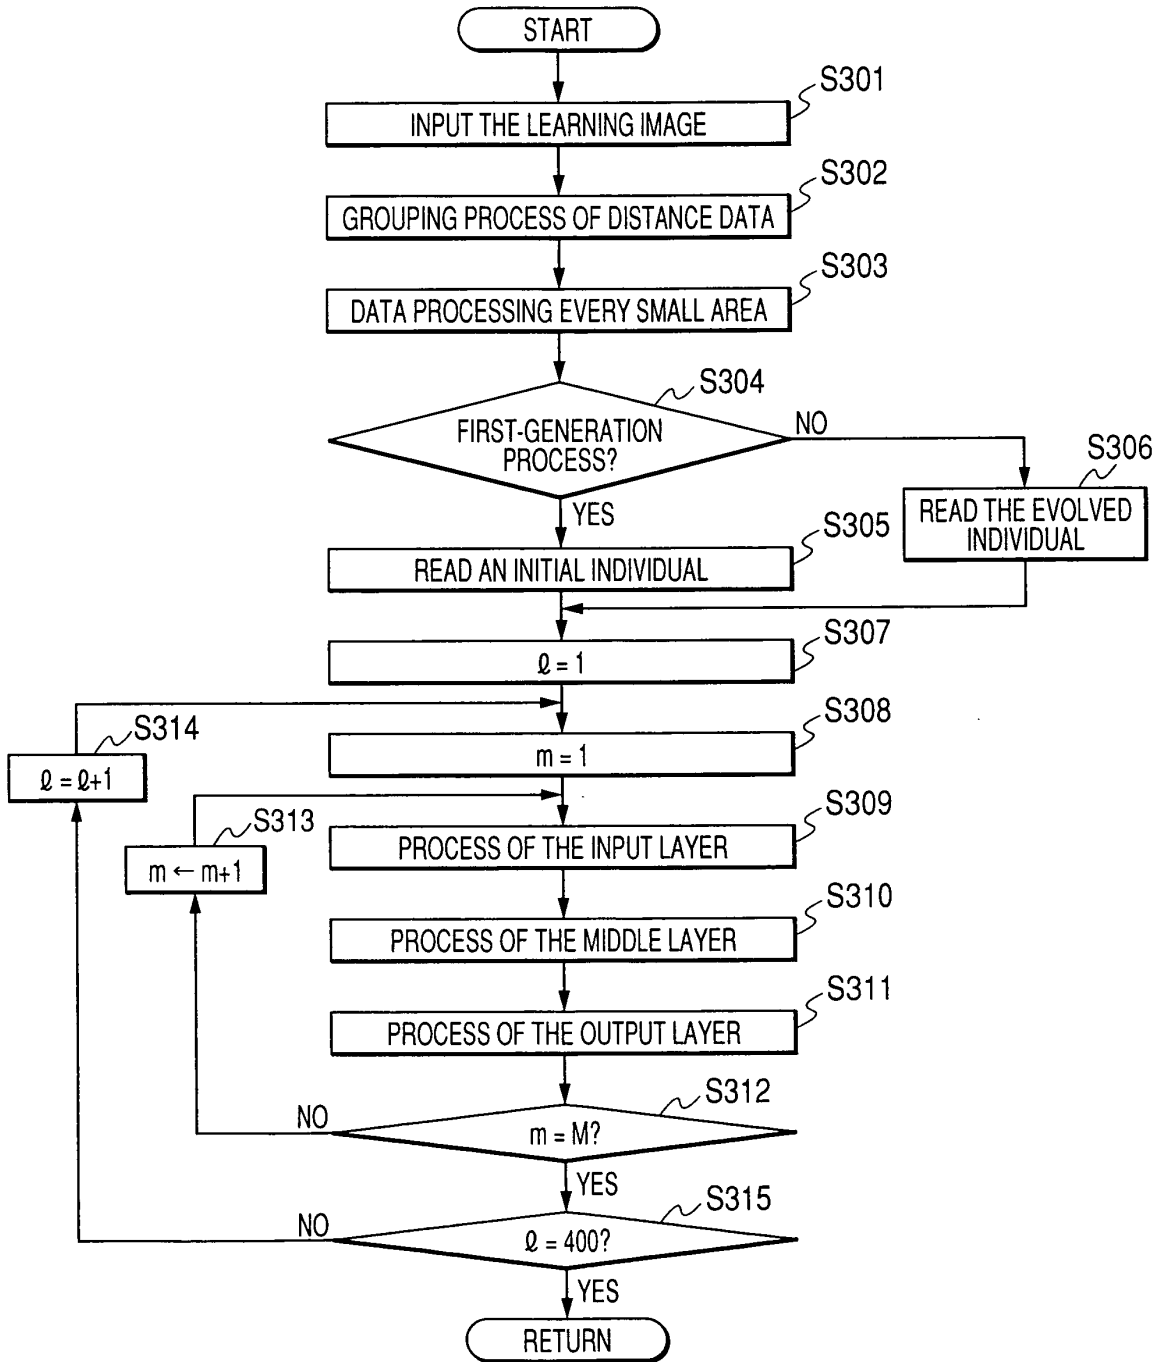 START
S301
INPUT THE LEARNING IMAGE
S302
GROUPING PROCESS OF DISTANCE DATA
S303
DATA PROCESSING EVERY SMALL AREA
S304
FIRST-GENERATION
PROCESS?
NO
YES
S306
READ THE EVOLVED
INDIVIDUAL
S305
READ AN INITIAL INDIVIDUAL
S307
ℓ = 1
S314
ℓ = ℓ+1
S308
m = 1
S313
m ← m+1
S309
PROCESS OF THE INPUT LAYER
S310
PROCESS OF THE MIDDLE LAYER
S311
PROCESS OF THE OUTPUT LAYER
S312
NO
m = M?
YES
S315
NO
ℓ = 400?
YES
RETURN